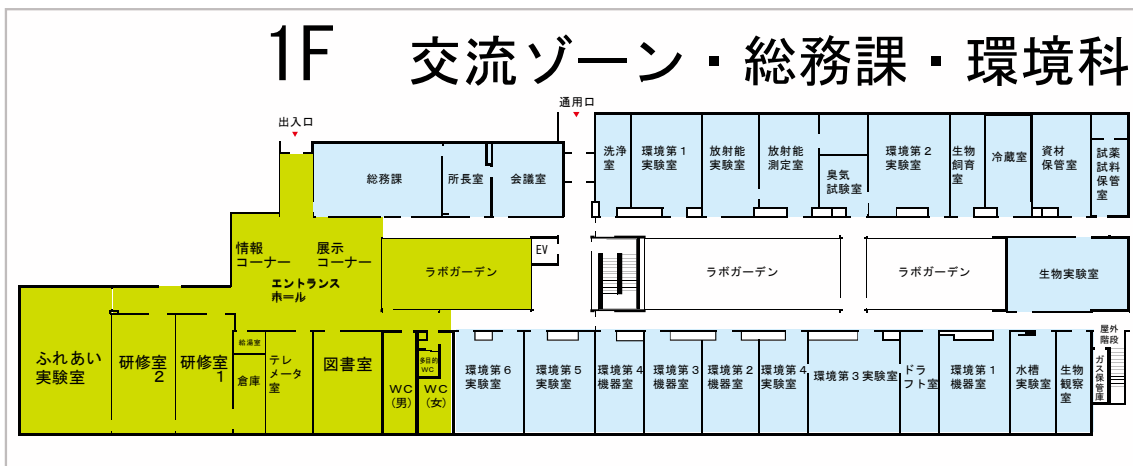 1F 交流ゾーン・総務課・環境科
通用口
出入口
総務課
所長室
会議室
洗浄
室
環境第1
実験室
放射能
実験室
放射能
測定室
臭気
試験室
環境第2
実験室
生物
飼育
室
冷蔵室
資材
保管室
試薬
試料
保管
室
情報
コーナー
展示
コーナー
エントランス
ホール
ラボガーデン
EV
ラボガーデン
ラボガーデン
生物実験室
ふれあい
実験室
研修室
2
研修室
1
給湯室
倉庫
テレ
メータ
室
図書室
WC
(男)
多目的
WC
WC
(女)
環境第6
実験室
環境第5
実験室
環境第4
機器室
環境第3
機器室
環境第2
機器室
環境第4
実験室
環境第3実験室
ドラ
フト室
環境第1
機器室
水槽
実験室
生物
観察
室
屋外
階段
ガス保管庫